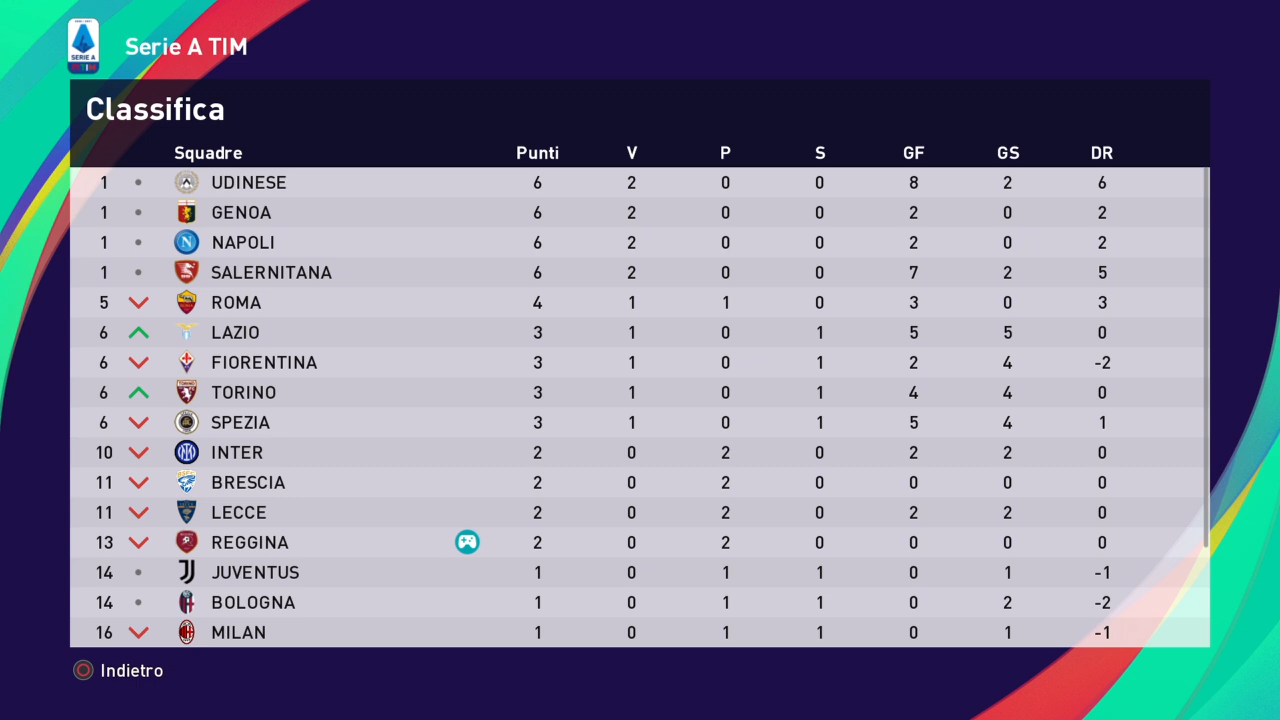 Serie A TIM
Classifica
Squadre Punti V P S GF GS DR
1 UDINESE 6 2 0 0 8 2 6
1 GENOA 6 2 0 0 2 0 2
1 NAPOLI 6 2 0 0 2 0 2
1 SALERNITANA 6 2 0 0 7 2 5
5 ROMA 4 1 1 0 3 0 3
6 LAZIO 3 1 0 1 5 5 0
6 FIORENTINA 3 1 0 1 2 4 -2
6 TORINO 3 1 0 1 4 4 0
6 SPEZIA 3 1 0 1 5 4 1
10 INTER 2 0 2 0 2 2 0
11 BRESCIA 2 0 2 0 0 0 0
11 LECCE 2 0 2 0 2 2 0
13 REGGINA 2 0 2 0 0 0 0
14 JUVENTUS 1 0 1 1 0 1 -1
14 BOLOGNA 1 0 1 1 0 2 -2
16 MILAN 1 0 1 1 0 1 -1
Indietro